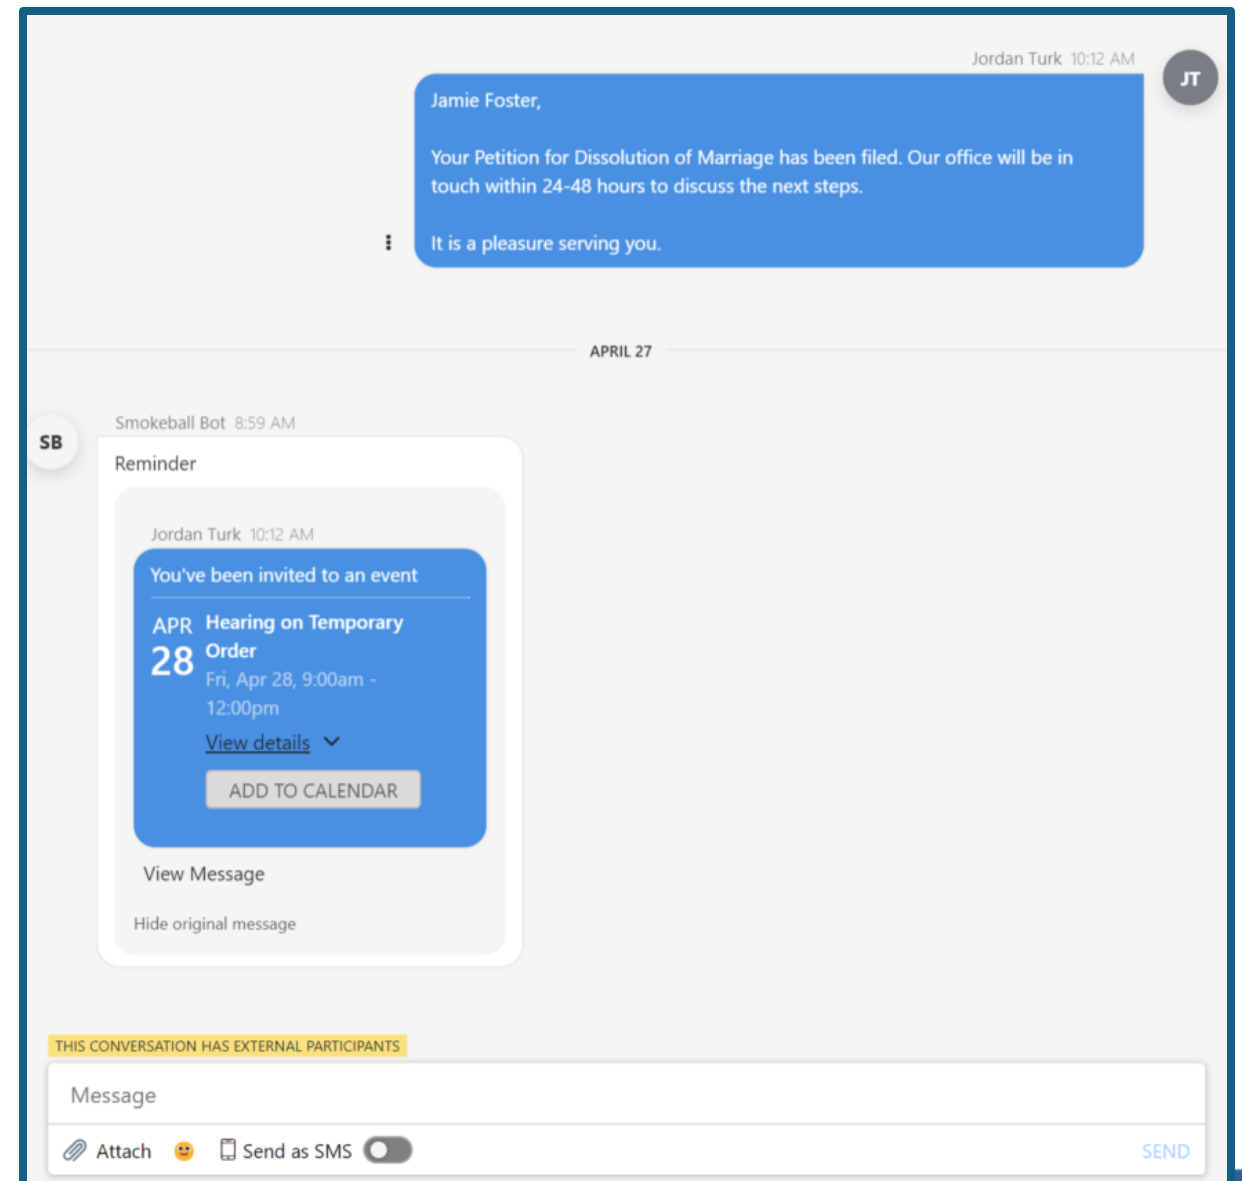 Jordan Turk 10:12 AM
JT
Jamie Foster,
Your Petition for Dissolution of Marriage has been filed. Our office will be in
touch within 24-48 hours to discuss the next steps.
It is a pleasure serving you.
APRIL 27
Smokeball Bot 8:59 AM
SB
Reminder
Jordan Turk 10:12 AM
You've been invited to an event
APR
28
Hearing on Temporary
Order
Fri, Apr 28, 9:00am -
12:00pm
View details
ADD TO CALENDAR
View Message
Hide original message
THIS CONVERSATION HAS EXTERNAL PARTICIPANTS
Message
Attach
Send as SMS
SEND